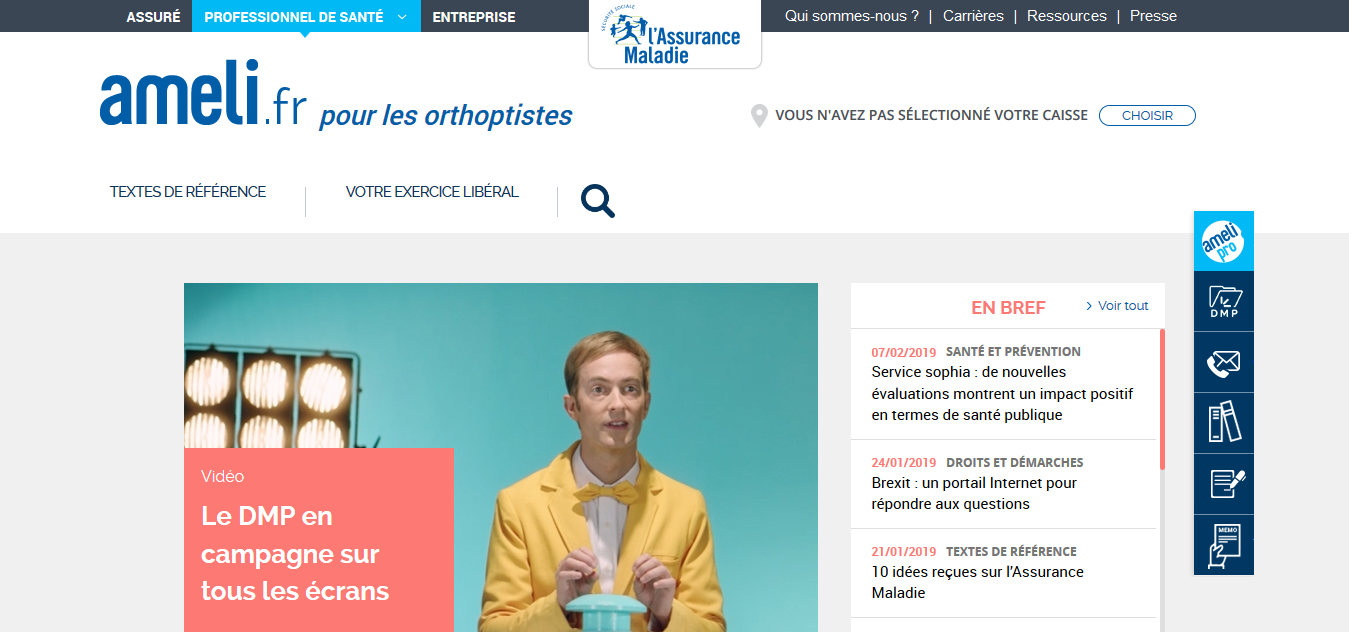 ASSURÉ PROFESSIONNEL DE SANTÉ ENTREPRISE
SÉCURITÉ SOCIALE
l'Assurance
Maladie
Qui sommes-nous ? | Carrières | Ressources | Presse
ameli.fr pour les orthoptistes
VOUS N'AVEZ PAS SÉLECTIONNÉ VOTRE CAISSE CHOISIR
TEXTES DE RÉFÉRENCE VOTRE EXERCICE LIBÉRAL
Vidéo
Le DMP en
campagne sur
tous les écrans
EN BREF > Voir tout
07/02/2019 SANTÉ ET PRÉVENTION
Service sophia : de nouvelles
évaluations montrent un impact positif
en termes de santé publique
24/01/2019 DROITS ET DÉMARCHES
Brexit : un portail Internet pour
répondre aux questions
21/01/2019 TEXTES DE RÉFÉRENCE
10 idées reçues sur l'Assurance
Maladie
ameli
pro
DMP
MEMO